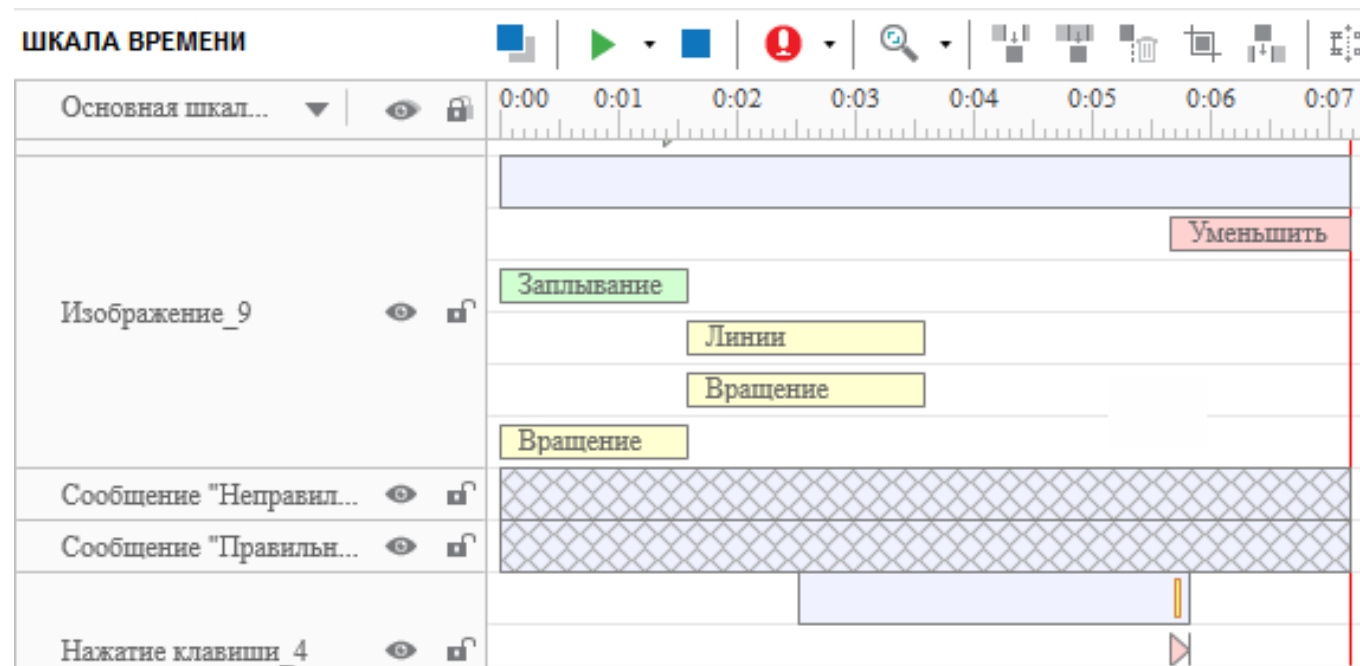 ШКАЛА ВРЕМЕНИ
Основная шкал...
0:00 0:01 0:02 0:03 0:04 0:05 0:06 0:07
Уменьшить
Заплывание
Изображение_9
Линии
Вращение
Вращение
Сообщение "Неправил...
Сообщение "Правильн...
Нажатие клавиши_4